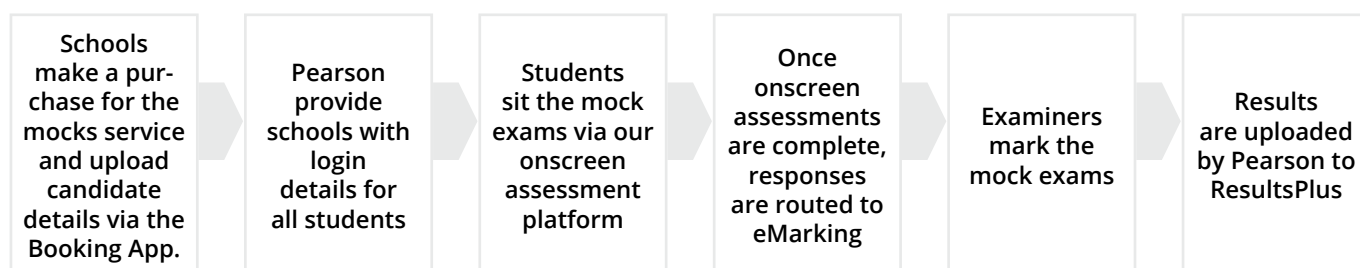 Schools
make a pur-
chase for the
mocks service
and upload
candidate
details via the
Booking App.
Pearson
provide
schools with
login
details for
all students
Students
sit the mock
exams via our
onscreen
assessment
platform
Once
onscreen
assessments
are complete,
responses
are routed to
eMarking
Examiners
mark the
mock exams
Results
are uploaded
by Pearson to
ResultsPlus